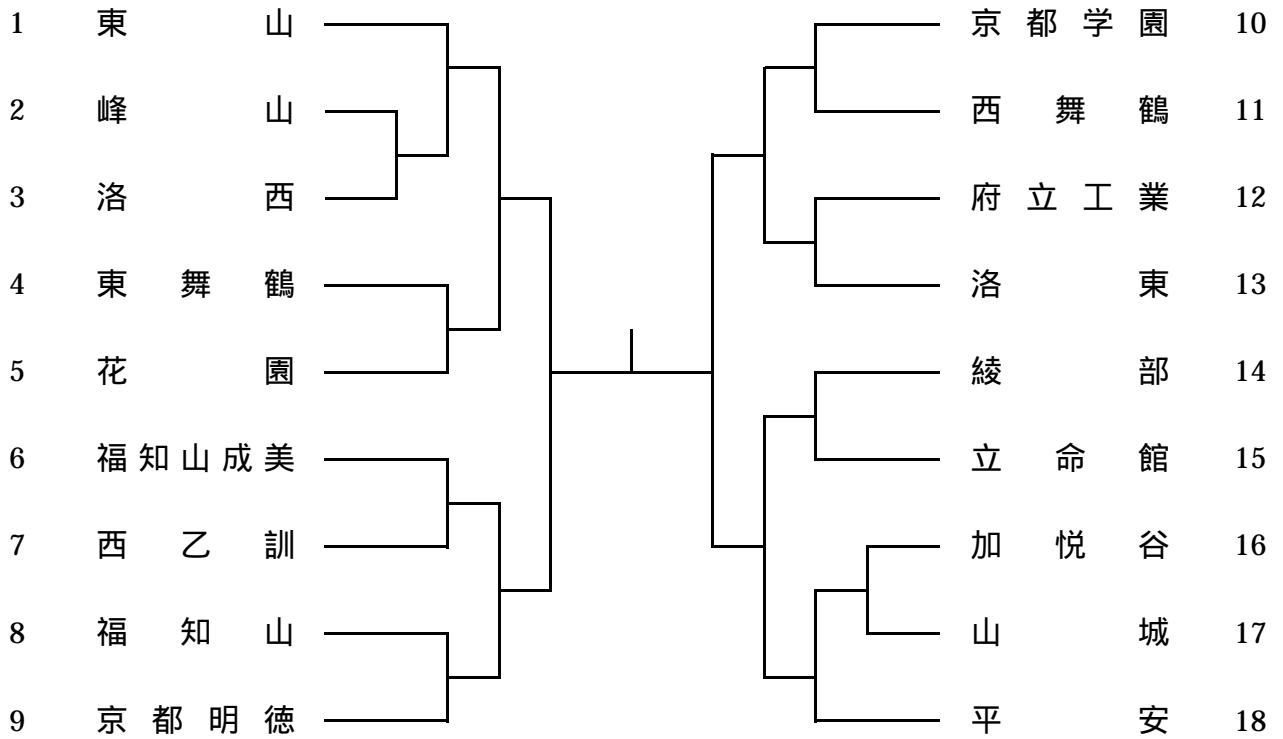 1 東山
2 峰山
3 洛西
4 東舞鶴
5 花園
6 福知山成美
7 西乙訓
8 福知山
9 京都明徳
京都学園 10
西舞鶴 11
府立工業 12
洛東 13
綾部 14
立命館 15
加悦谷 16
山城 17
平安 18